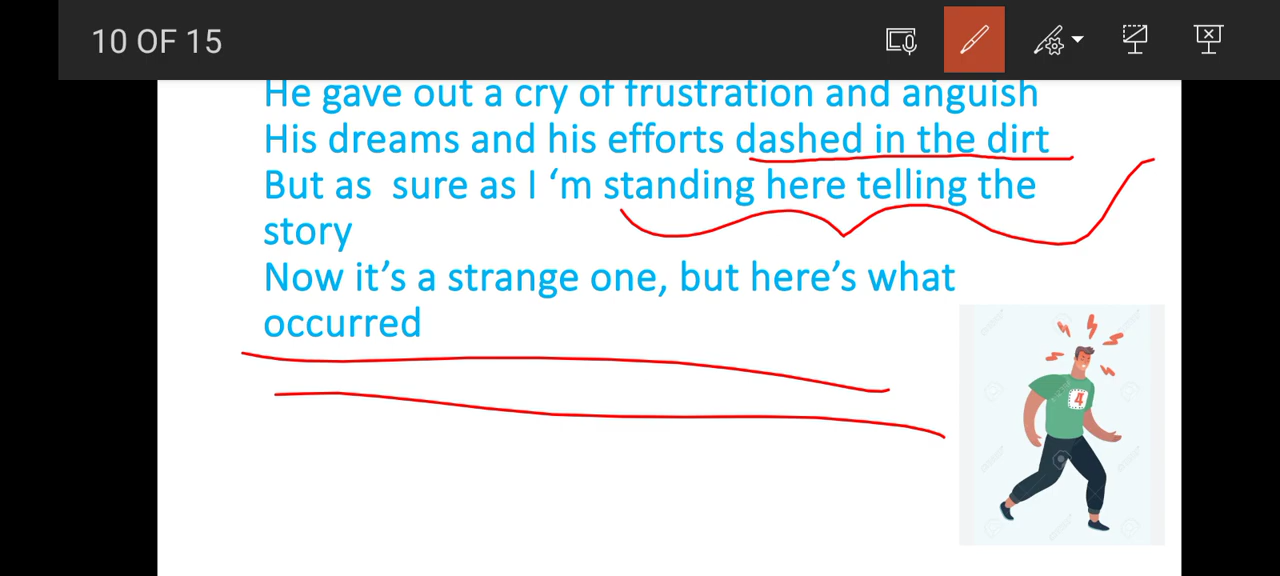 10 OF 15
He gave out a cry of frustration and anguish
His dreams and his efforts dashed in the dirt
But as  sure as I ‘m standing here telling the
story
Now it’s a strange one, but here’s what
occurred
4